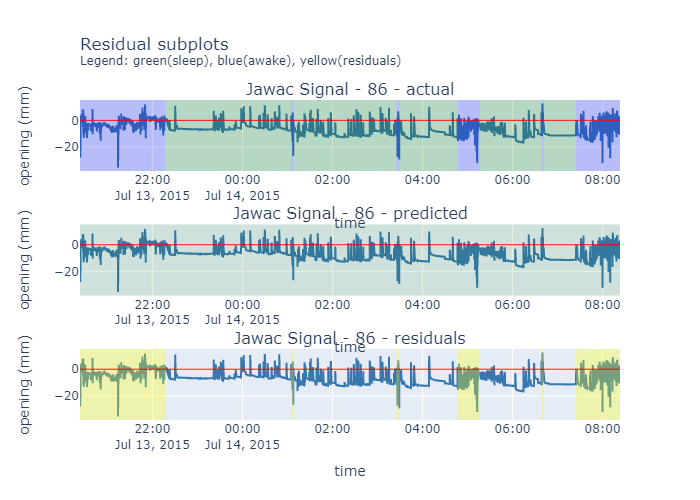 Residual subplots
Legend: green(sleep), blue(awake), yellow(residuals)
Jawac Signal - 86 - actual
opening (mm)
0
−20
22:00 00:00 02:00 04:00 06:00 08:00
Jul 13, 2015 Jul 14, 2015
time
Jawac Signal - 86 - predicted
opening (mm)
0
−20
22:00 00:00 02:00 04:00 06:00 08:00
Jul 13, 2015 Jul 14, 2015
time
Jawac Signal - 86 - residuals
opening (mm)
0
−20
22:00 00:00 02:00 04:00 06:00 08:00
Jul 13, 2015 Jul 14, 2015
time